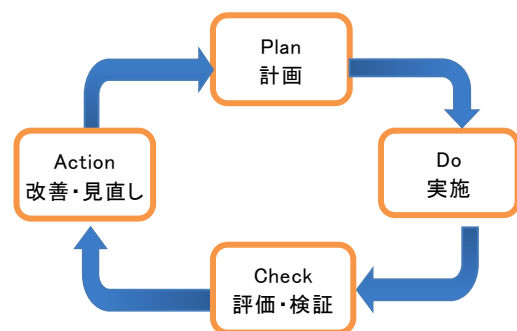 Plan
計画
Do
実施
Check
評価・検証
Action
改善・見直し